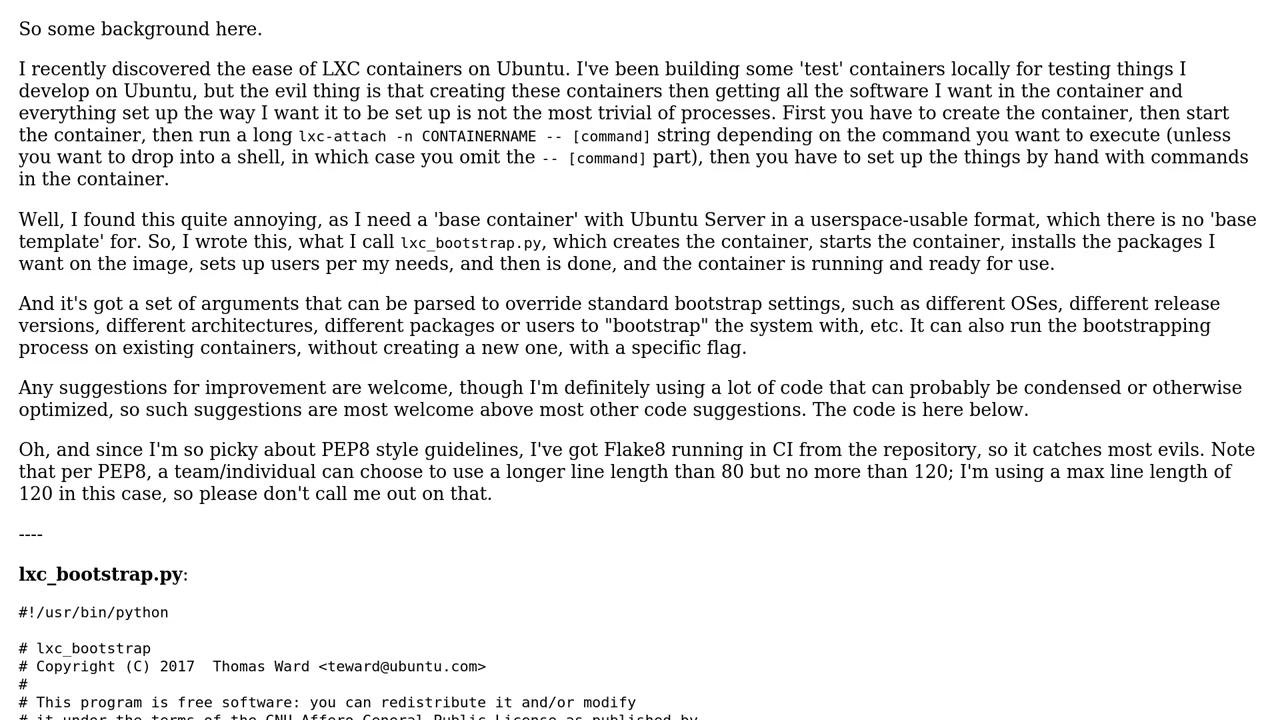 So some background here.
I recently discovered the ease of LXC containers on Ubuntu. I've been building some 'test' containers locally for testing things I
develop on Ubuntu, but the evil thing is that creating these containers then getting all the software I want in the container and
everything set up the way I want it to be set up is not the most trivial of processes. First you have to create the container, then start
the container, then run a long lxc-attach -n CONTAINERNAME -- [command] string depending on the command you want to execute (unless
you want to drop into a shell, in which case you omit the -- [command] part), then you have to set up the things by hand with commands
in the container.
Well, I found this quite annoying, as I need a 'base container' with Ubuntu Server in a userspace-usable format, which there is no 'base
template' for. So, I wrote this, what I call lxc_bootstrap.py, which creates the container, starts the container, installs the packages I
want on the image, sets up users per my needs, and then is done, and the container is running and ready for use.
And it's got a set of arguments that can be parsed to override standard bootstrap settings, such as different OSes, different release
versions, different architectures, different packages or users to "bootstrap" the system with, etc. It can also run the bootstrapping
process on existing containers, without creating a new one, with a specific flag.
Any suggestions for improvement are welcome, though I'm definitely using a lot of code that can probably be condensed or otherwise
optimized, so such suggestions are most welcome above most other code suggestions. The code is here below.
Oh, and since I'm so picky about PEP8 style guidelines, I've got Flake8 running in CI from the repository, so it catches most evils. Note
that per PEP8, a team/individual can choose to use a longer line length than 80 but no more than 120; I'm using a max line length of
120 in this case, so please don't call me out on that.
----
lxc_bootstrap.py:
#!/usr/bin/python
# lxc_bootstrap
# Copyright (C) 2017  Thomas Ward <teward@ubuntu.com>
#
# This program is free software: you can redistribute it and/or modify
# it under the terms of the GNU Affero General Public License as published by